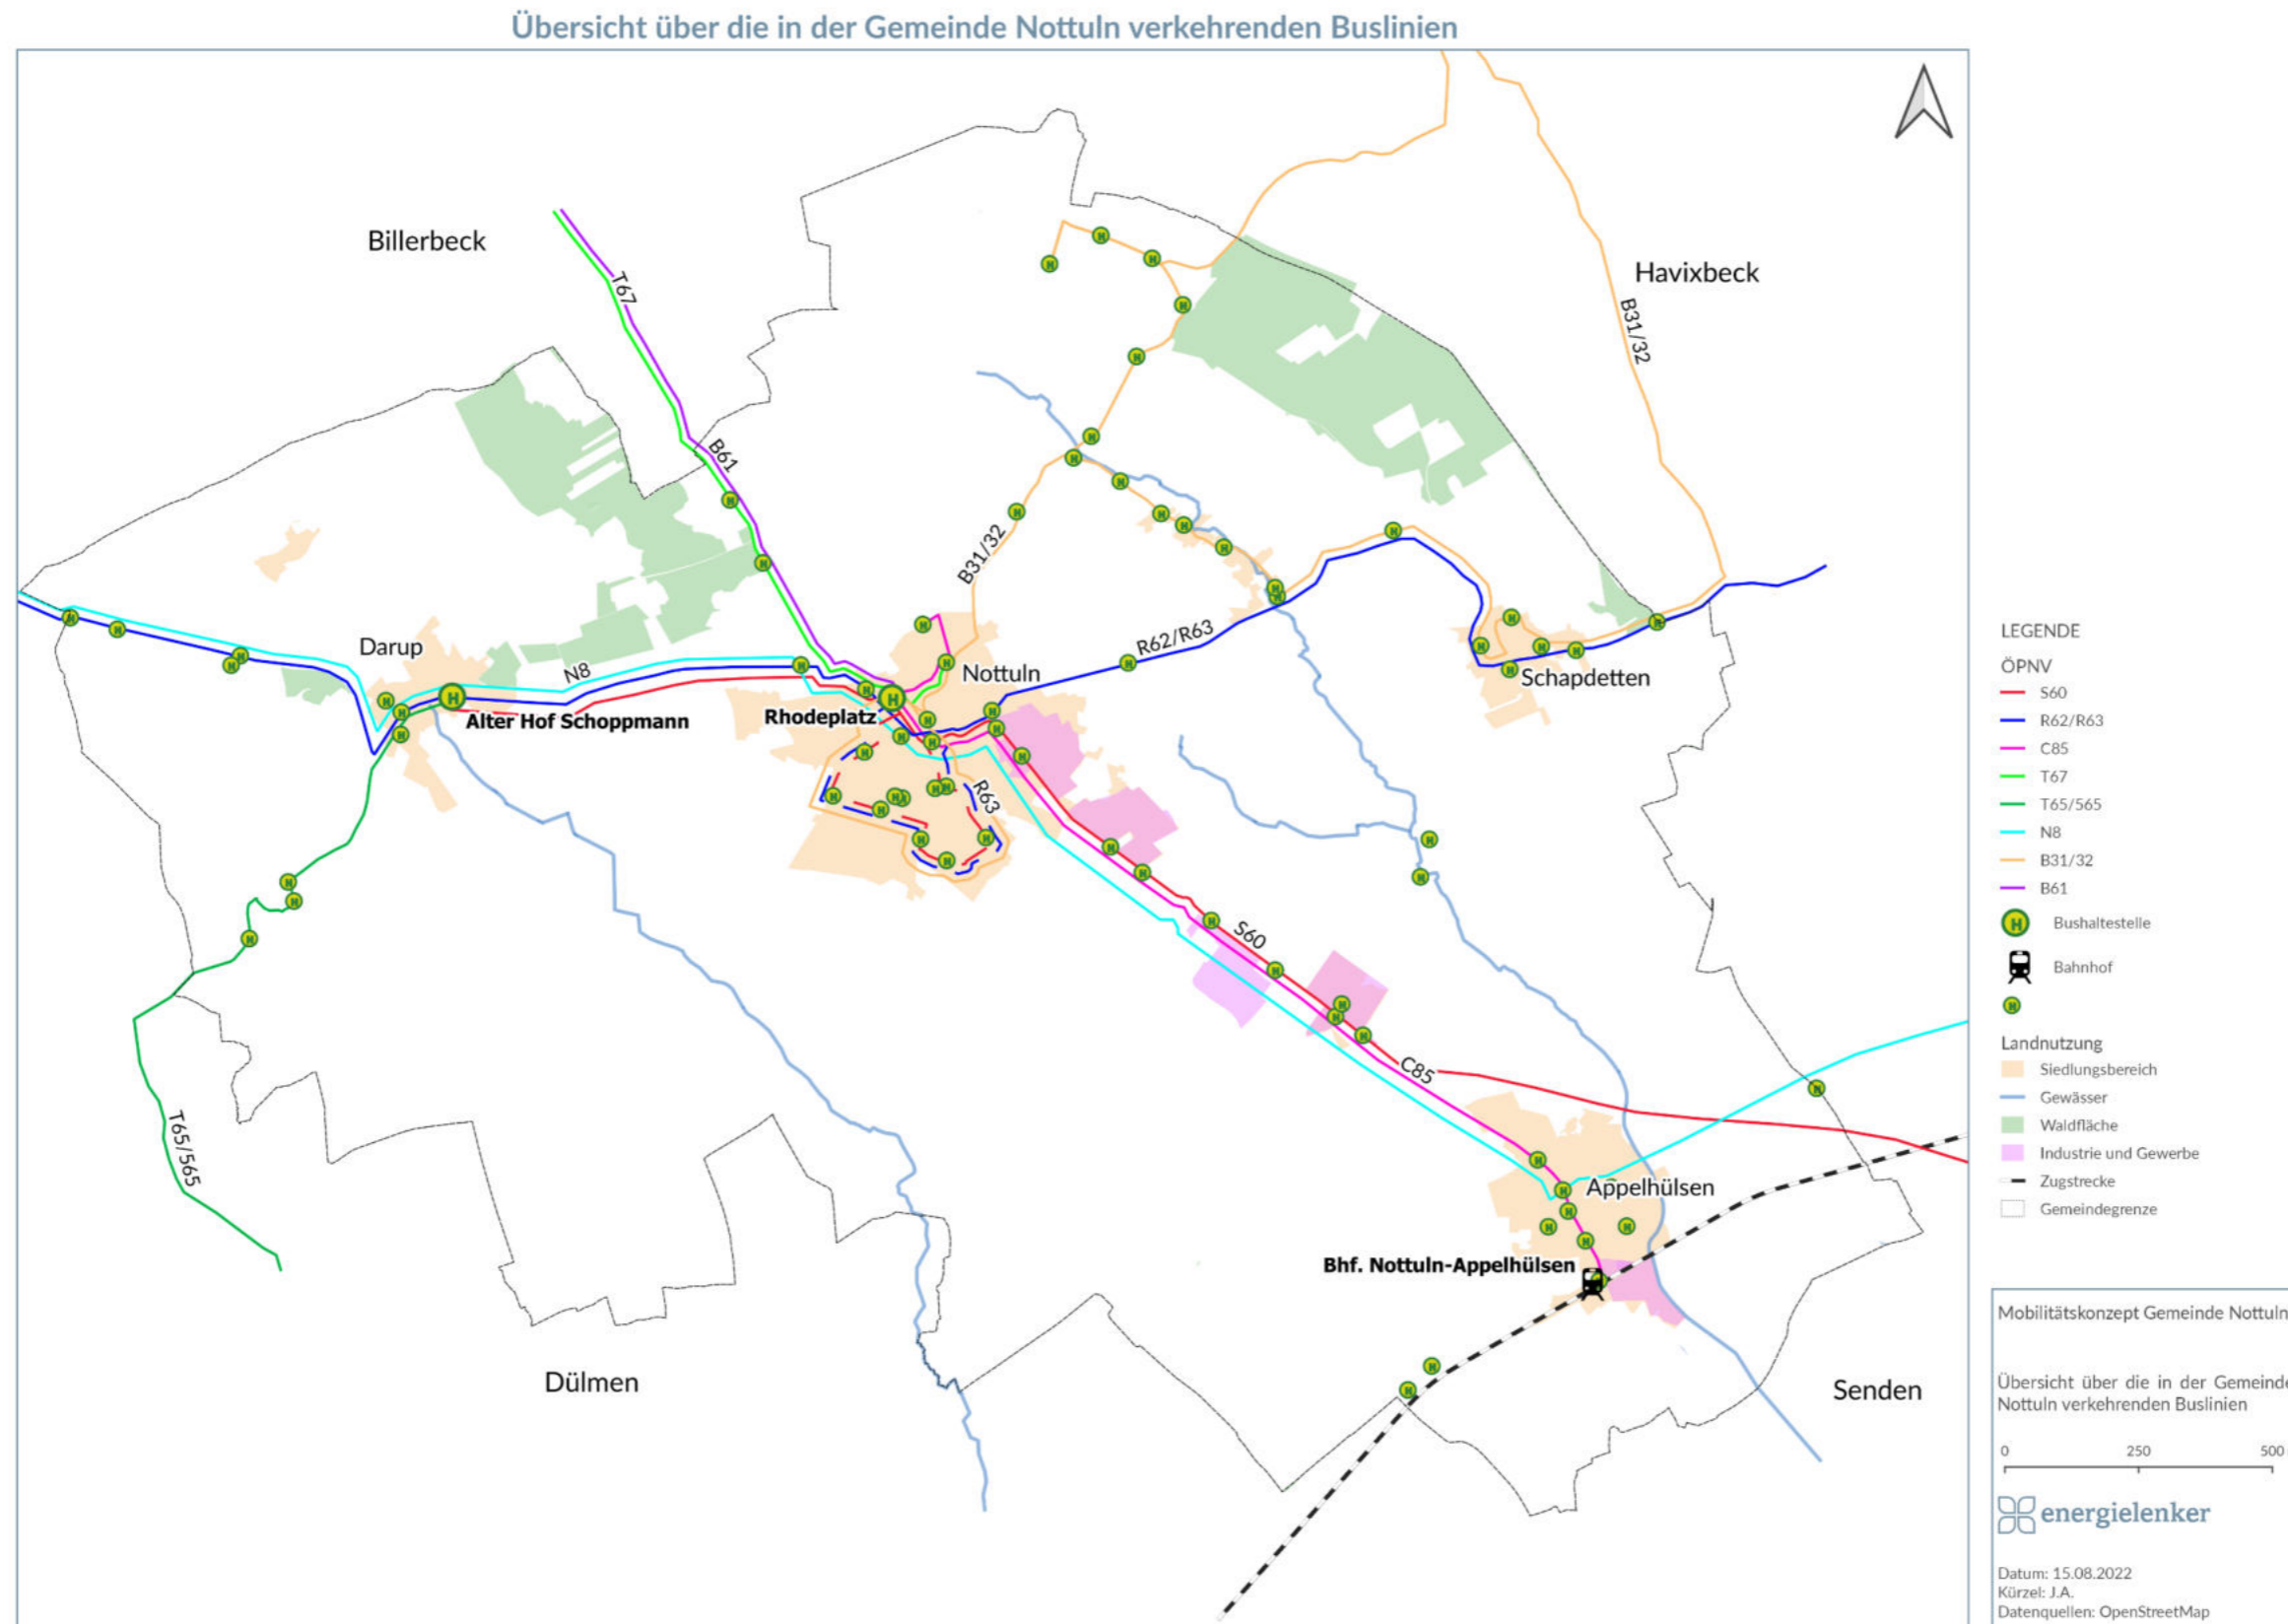 Übersicht über die in der Gemeinde Nottuln verkehrenden Buslinien
Billerbeck
Havixbeck
T67
B31/32
B61
B31/32
Darup
N8
R62/R63
Nottuln
Schapdetten
Alter Hof Schoppmann
Rhodeplatz
R63
S60
C85
T65/565
Appelhülsen
Bhf. Nottuln-Appelhülsen
Dülmen
Senden
LEGENDE
ÖPNV
S60
R62/R63
C85
T67
T65/565
N8
B31/32
B61
H Bushaltestelle
Bahnhof
H
Landnutzung
Siedlungsbereich
Gewässer
Waldfläche
Industrie und Gewerbe
Zugstrecke
Gemeindegrenze
Mobilitätskonzept Gemeinde Nottuln
Übersicht über die in der Gemeinde
Nottuln verkehrenden Buslinien
0 250 500
energielenker
Datum: 15.08.2022
Kürzel: J.A.
Datenquellen: OpenStreetMap